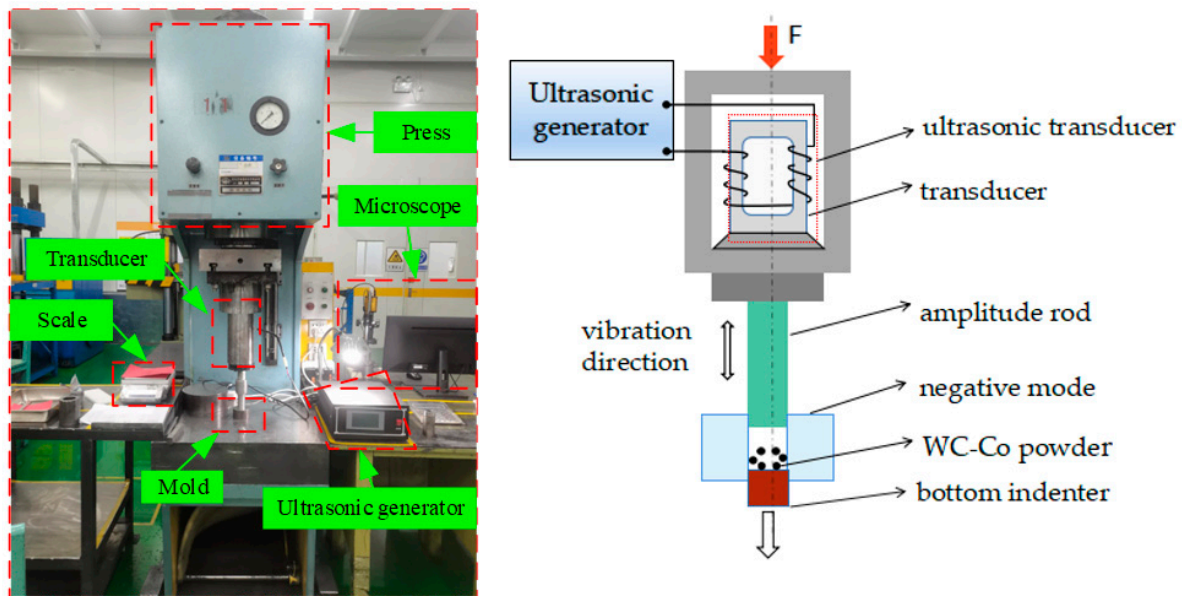 Press
Microscope
Transducer
Scale
Mold
Ultrasonic generator
F
Ultrasonic
generator
ultrasonic transducer
transducer
vibration
direction
amplitude rod
negative mode
WC-Co powder
bottom indenter